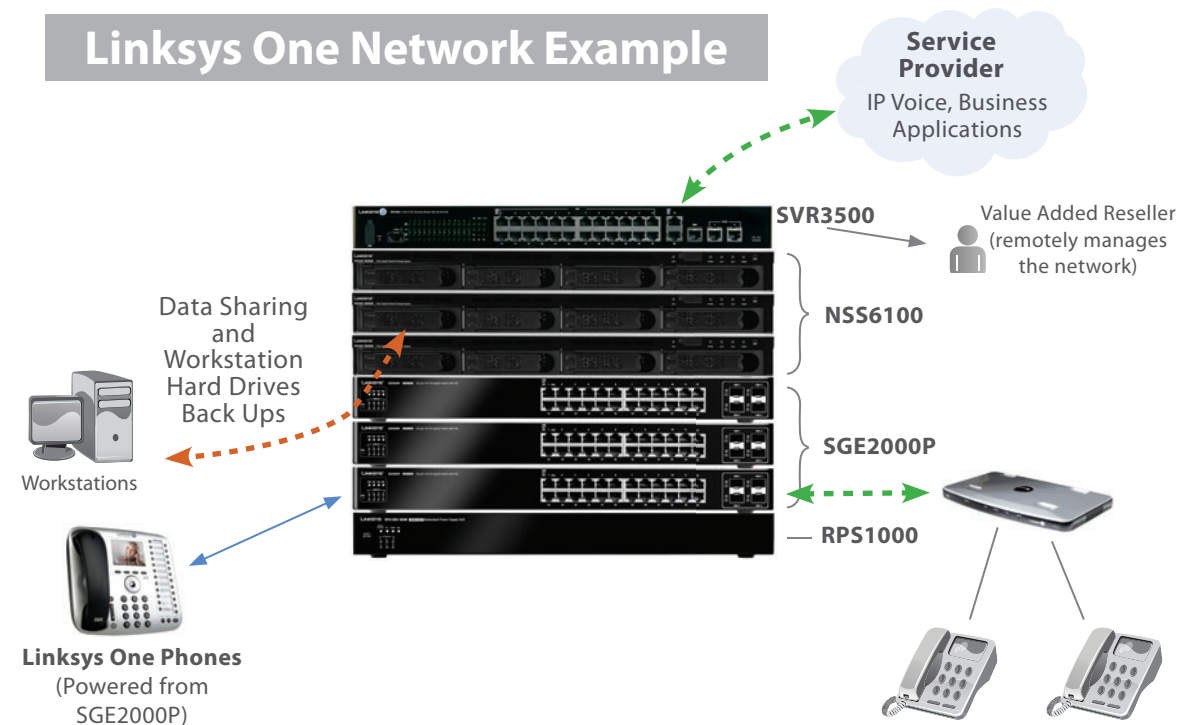 Linksys One Network Example
Service
Provider
IP Voice, Business
Applications
SVR3500
Value Added Reseller
(remotely manages
the network)
NSS6100
Data Sharing
and
Workstation
Hard Drives
Back Ups
Workstations
SGE2000P
RPS1000
Linksys One Phones
(Powered from
SGE2000P)